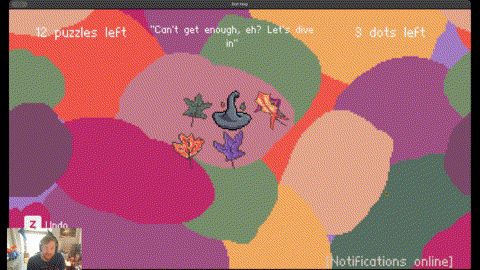 12 puzzles left
"Can't get enough, eh? Let's dive
in"
3 dots left
Z Undo
[Notifications online]